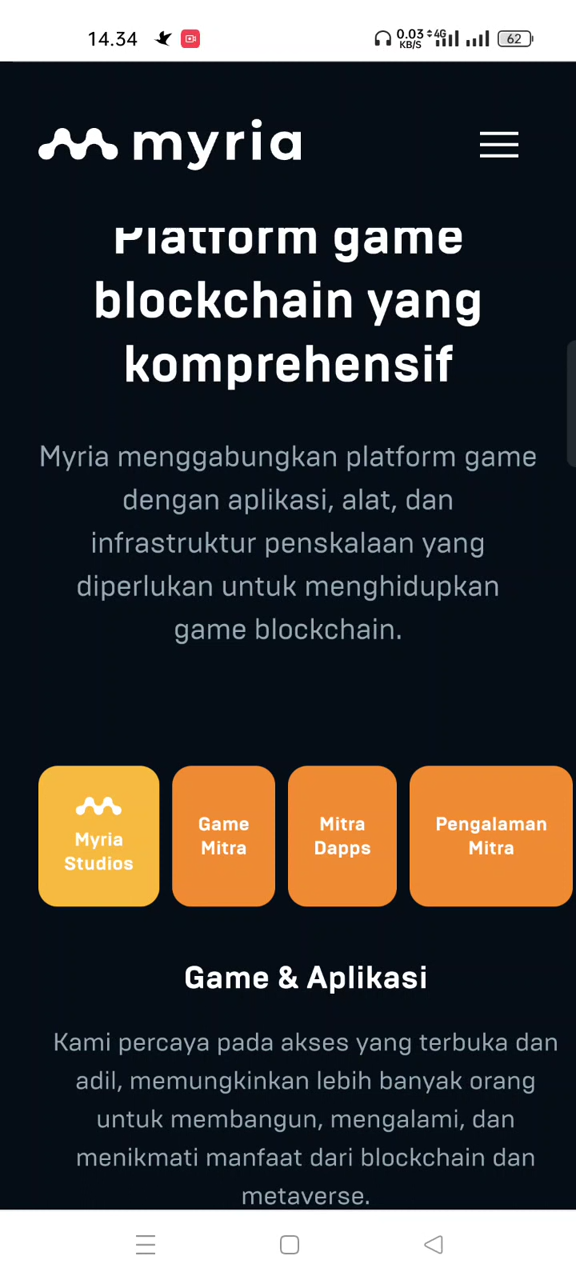 14.34
0.03 KB/S 4G 62
myria
Platform game
blockchain yang
komprehensif
Myria menggabungkan platform game
dengan aplikasi, alat, dan
infrastruktur penskalaan yang
diperlukan untuk menghidupkan
game blockchain.
Myria
Studios
Game
Mitra
Mitra
Dapps
Pengalaman
Mitra
Game & Aplikasi
Kami percaya pada akses yang terbuka dan
adil, memungkinkan lebih banyak orang
untuk membangun, mengalami, dan
menikmati manfaat dari blockchain dan
metaverse.